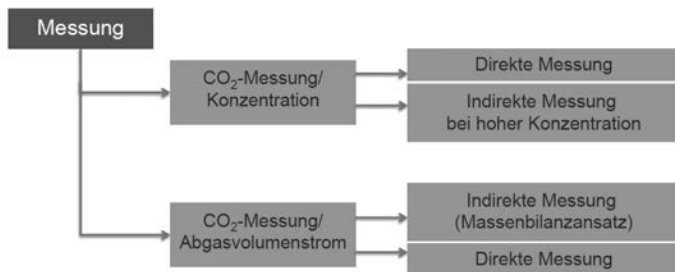 Messung
CO₂-Messung/
Konzentration
Direkte Messung
Indirekte Messung
bei hoher Konzentration
CO₂-Messung/
Abgasvolumenstrom
Indirekte Messung
(Massenbilanzansatz)
Direkte Messung